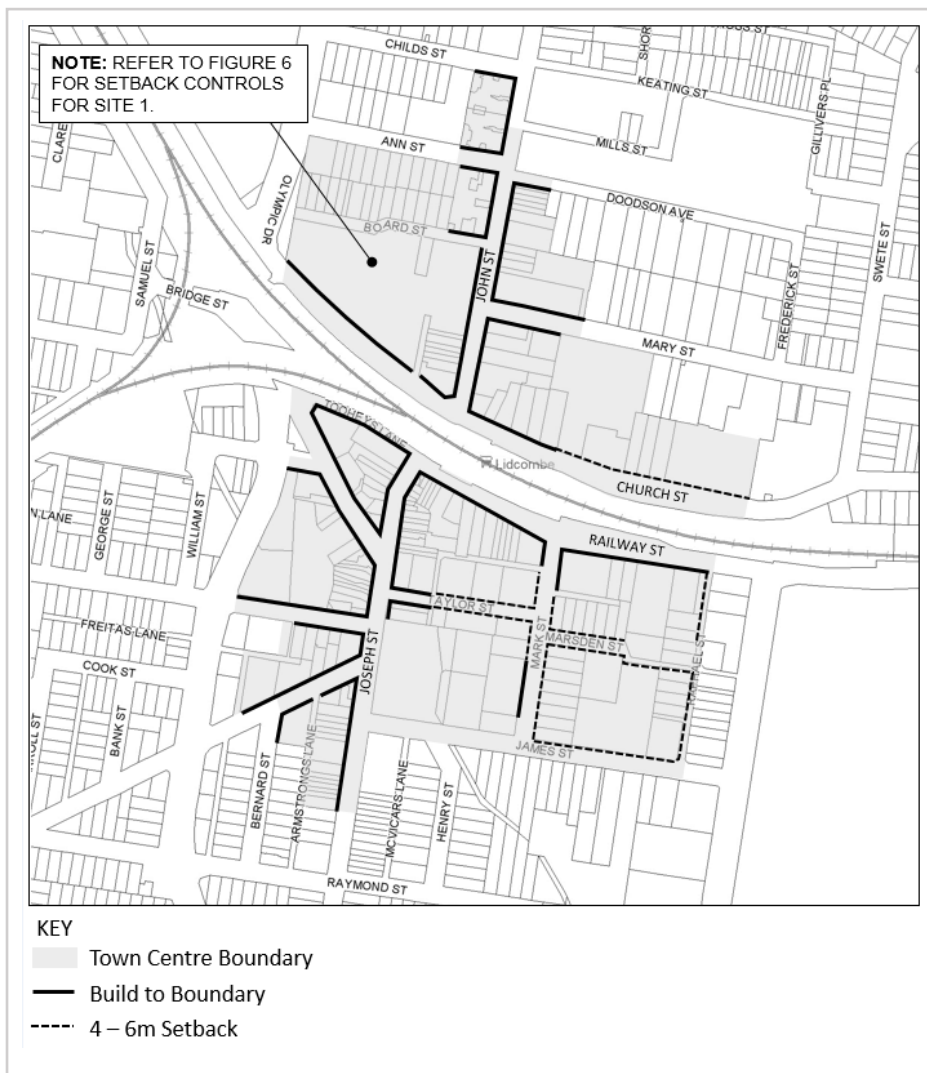 CHILDS ST
NOTE: REFER TO FIGURE 6
FOR SETBACK CONTROLS
FOR SITE 1.
KEATING ST
GILLIVERS PL
ANN ST
MILLS ST
OLYMPIC DR
DOODSON AVE
SWETE ST
SAMUEL ST
BOARD ST
JOHN ST
BRIDGE ST
FREDERICK ST
MARY ST
TOOHEYS LANE
Lidcombe
CHURCH ST
GEORGE ST
WILLIAM ST
RAILWAY ST
AYLOR ST
FREITAS LANE
MARK ST
MARSDEN ST
COOK ST
JOSEPH ST
BANK ST
JAMES ST
BERNARD ST
ARMSTRONGS LANE
MCVICARS LANE
HENRY ST
RAYMOND ST
KEY
Town Centre Boundary
Build to Boundary
4 – 6m Setback